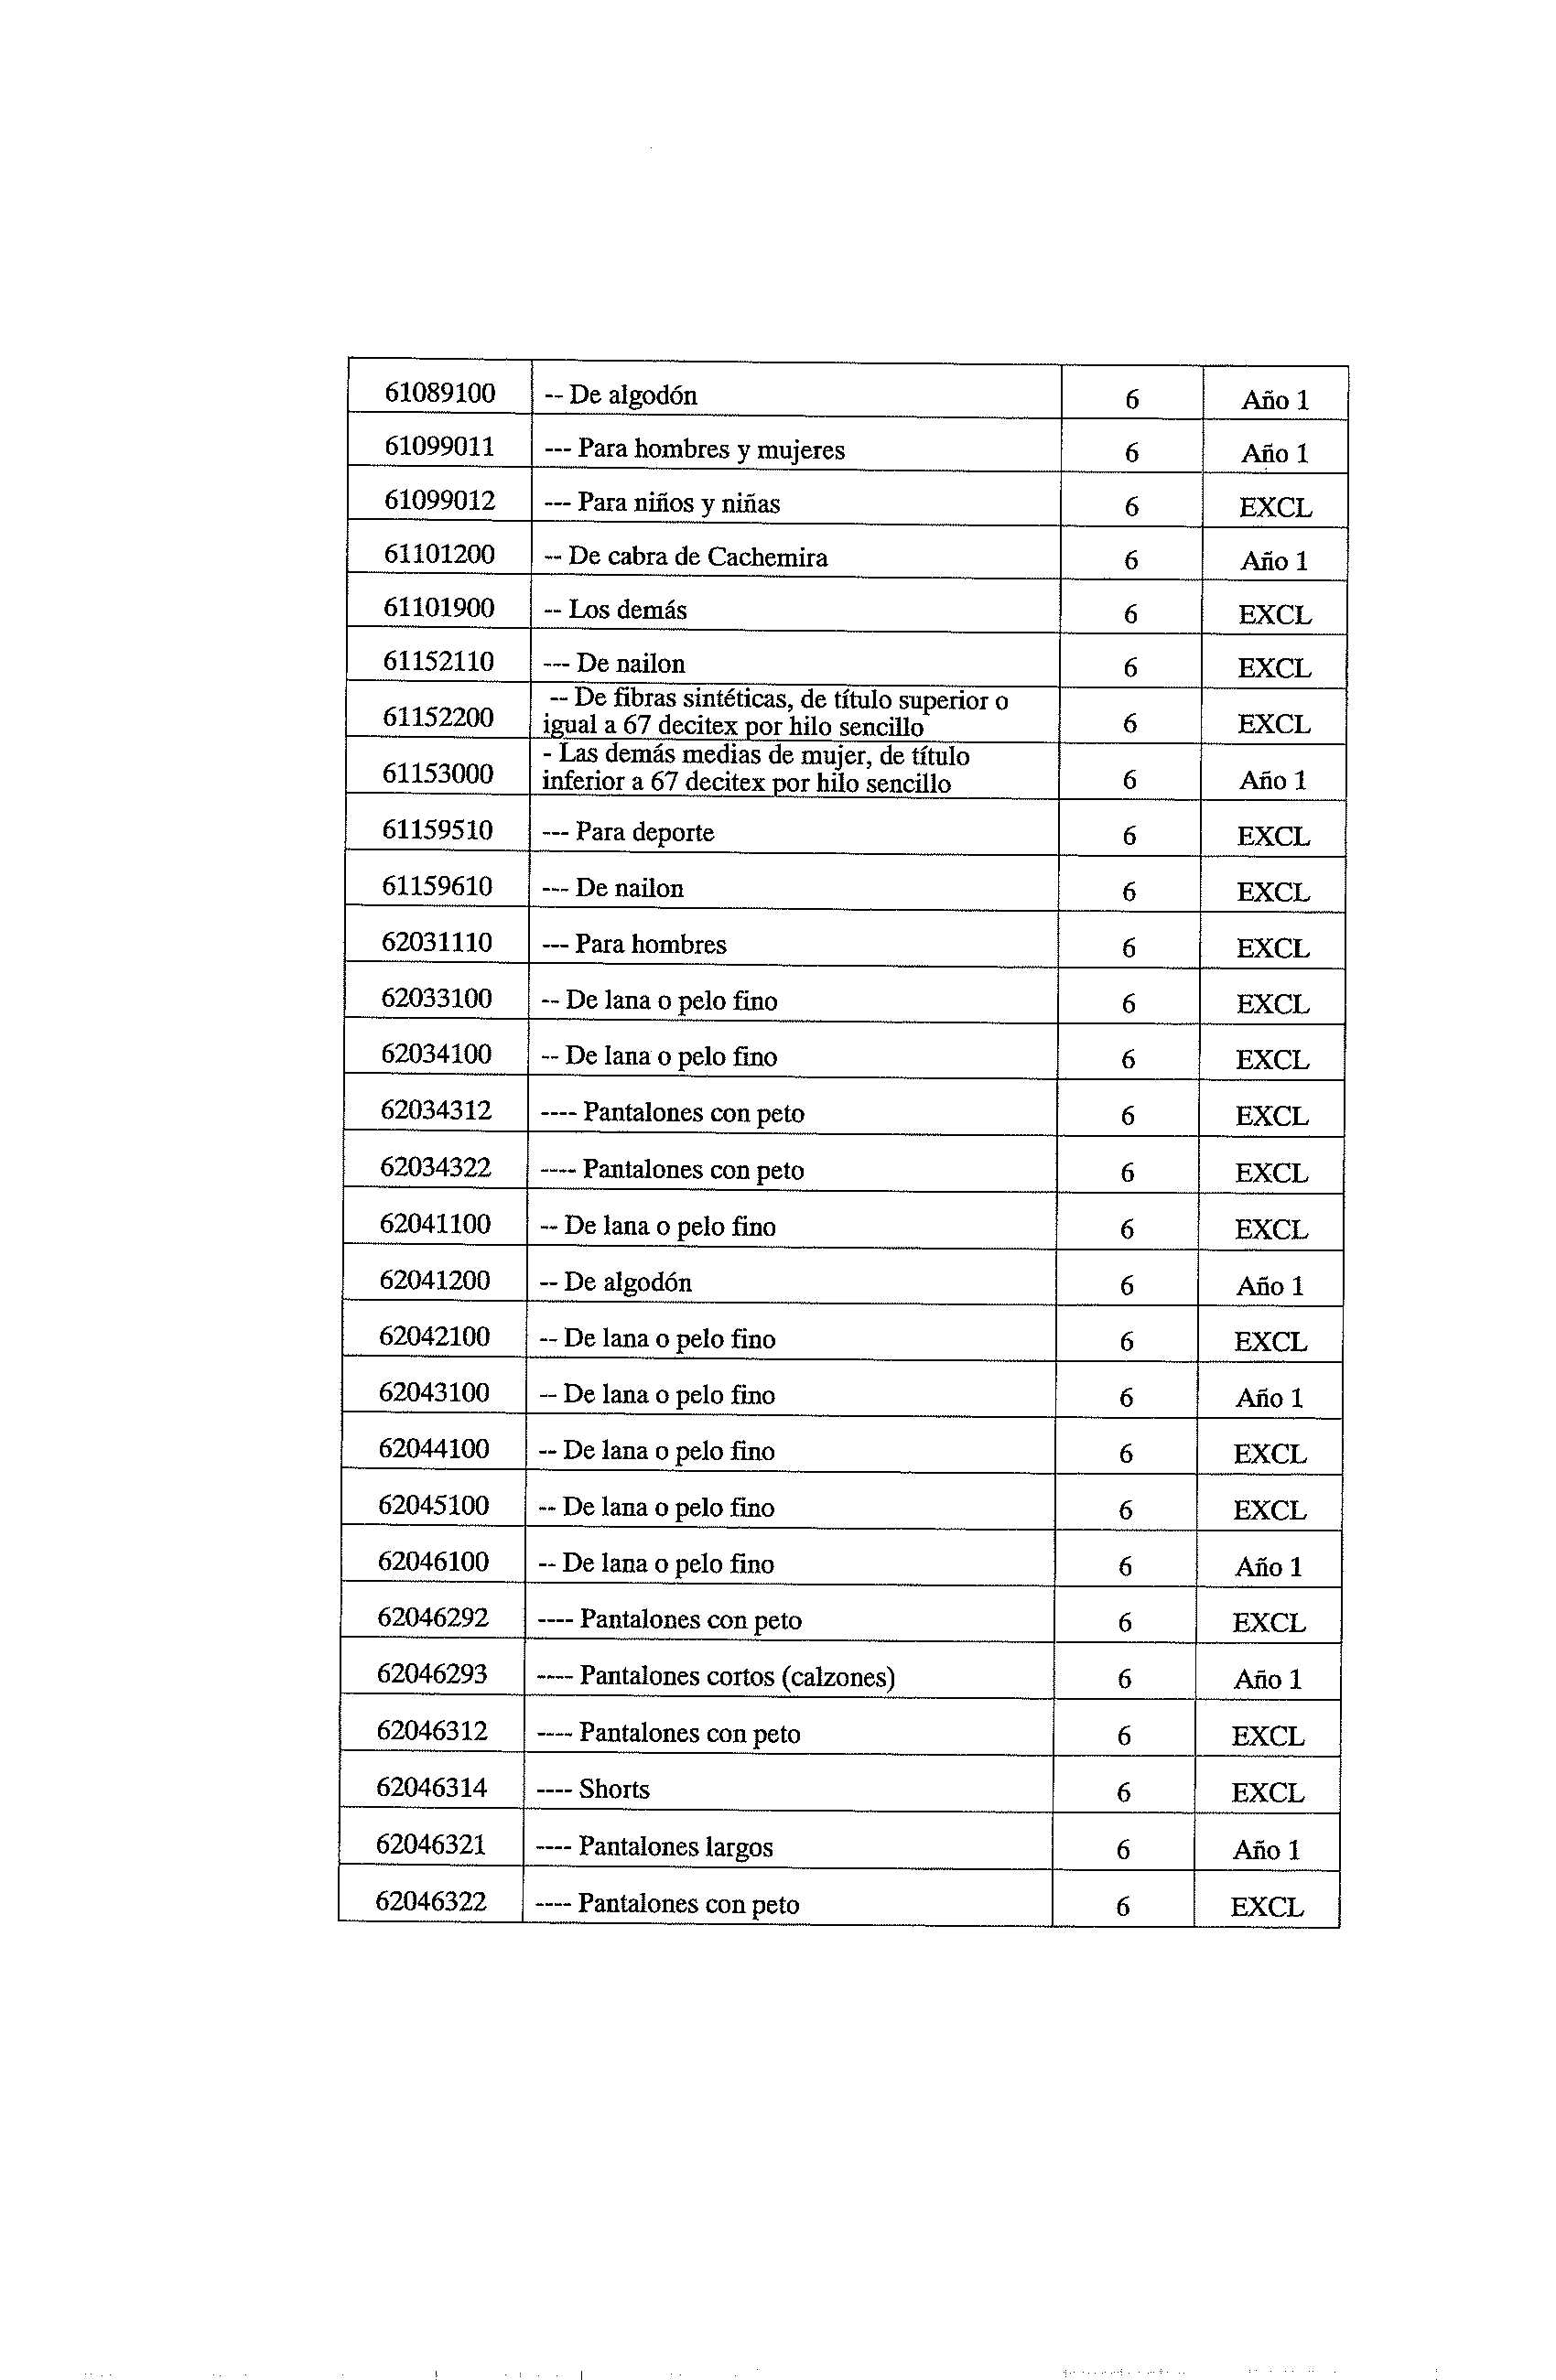 61089100 -- De algodón 6 Año 1
61099011 --- Para hombres y mujeres 6 Año 1
61099012 --- Para niños y niñas 6 EXCL
61101200 -- De cabra de Cachemira 6 Año 1
61101900 -- Los demás 6 EXCL
61152110 --- De nailon 6 EXCL
-- De fibras sintéticas, de título superior o
61152200 igual a 67 decitex por hilo sencillo 6 EXCL
- Las demás medias de mujer, de título
61153000 inferior a 67 decitex por hilo sencillo 6 Año 1
61159510 --- Para deporte 6 EXCL
61159610 --- De nailon 6 EXCL
62031110 --- Para hombres 6 EXCL
62033100 -- De lana o pelo fino 6 EXCL
62034100 -- De lana o pelo fino 6 EXCL
62034312 ---- Pantalones con peto 6 EXCL
62034322 ---- Pantalones con peto 6 EXCL
62041100 -- De lana o pelo fino 6 EXCL
62041200 -- De algodón 6 Año 1
62042100 -- De lana o pelo fino 6 EXCL
62043100 -- De lana o pelo fino 6 Año 1
62044100 -- De lana o pelo fino 6 EXCL
62045100 -- De lana o pelo fino 6 EXCL
62046100 -- De lana o pelo fino 6 Año 1
62046292 ---- Pantalones con peto 6 EXCL
62046293 ---- Pantalones cortos (calzones) 6 Año 1
62046312 ---- Pantalones con peto 6 EXCL
62046314 ---- Shorts 6 EXCL
62046321 ---- Pantalones largos 6 Año 1
62046322 ---- Pantalones con peto 6 EXCL